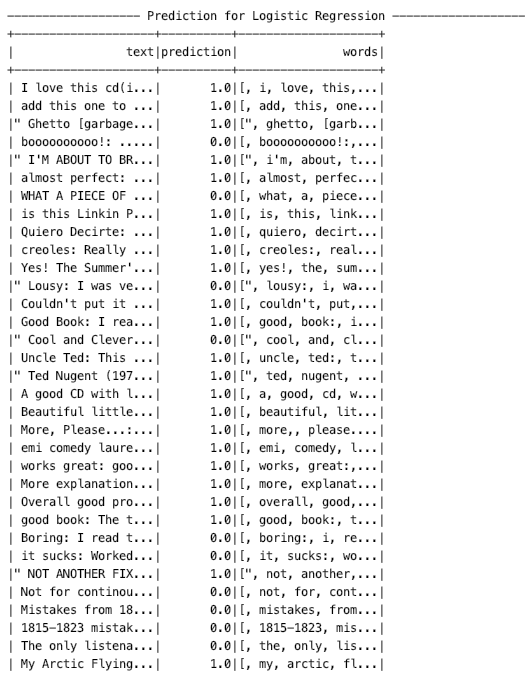 ─────────────────── Prediction for Logistic Regression ───────────────────
+--------------------+----------+--------------------+
|                text|prediction|               words|
+--------------------+----------+--------------------+
| I love this cd(i...|       1.0|[, i, love, this,...|
| add this one to ...|       1.0|[, add, this, one...|
|" Ghetto [garbage...|       1.0|[", ghetto, [garb...|
| boooooooooo!: .....|       0.0|[, boooooooooo!:,...|
|" I'M ABOUT TO BR...|       1.0|[", i'm, about, t...|
| almost perfect: ...|       1.0|[, almost, perfec...|
| WHAT A PIECE OF ...|       0.0|[, what, a, piece...|
| is this Linkin P...|       1.0|[, is, this, link...|
| Quiero Decirte: ...|       1.0|[, quiero, decirt...|
| creoles: Really ...|       1.0|[, creoles:, real...|
| Yes! The Summer'...|       1.0|[, yes!, the, sum...|
|" Lousy: I was ve...|       0.0|[", lousy:, i, wa...|
| Couldn't put it ...|       1.0|[, couldn't, put,...|
| Good Book: I rea...|       1.0|[, good, book:, i...|
|" Cool and Clever...|       0.0|[", cool, and, cl...|
| Uncle Ted: This ...|       1.0|[, uncle, ted:, t...|
|" Ted Nugent (197...|       1.0|[", ted, nugent, ...|
| A good CD with l...|       1.0|[, a, good, cd, w...|
| Beautiful little...|       1.0|[, beautiful, lit...|
| More, Please...:...|       1.0|[, more,, please....|
| emi comedy laure...|       1.0|[, emi, comedy, l...|
| works great: goo...|       1.0|[, works, great:,...|
| More explanation...|       1.0|[, more, explanat...|
| Overall good pro...|       1.0|[, overall, good,...|
| good book: The t...|       1.0|[, good, book:, t...|
| Boring: I read t...|       0.0|[, boring:, i, re...|
| it sucks: Worked...|       0.0|[, it, sucks:, wo...|
|" NOT ANOTHER FIX...|       1.0|[", not, another,...|
| Not for continou...|       0.0|[, not, for, cont...|
| Mistakes from 18...|       0.0|[, mistakes, from...|
| 1815-1823 mistak...|       0.0|[, 1815-1823, mis...|
| The only listena...|       0.0|[, the, only, lis...|
| My Arctic Flying...|       1.0|[, my, arctic, fl...|